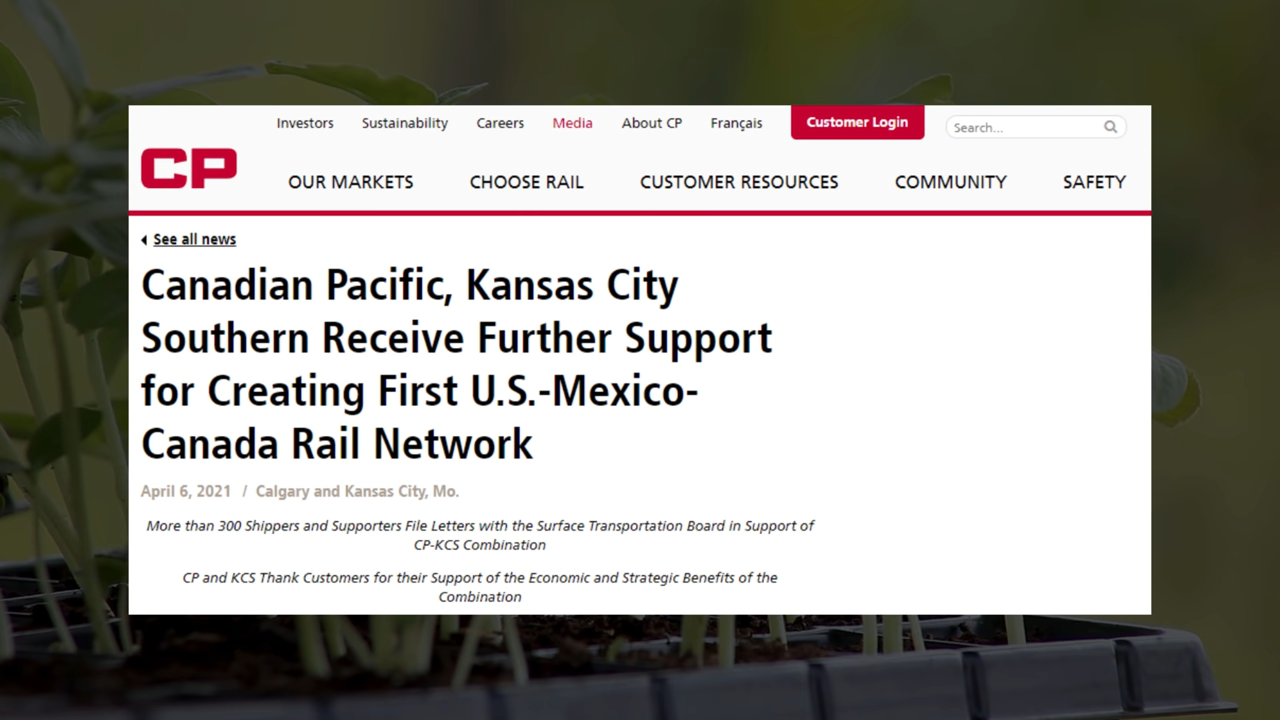 Investors Sustainability Careers Media About CP Français Customer Login Search...
CP
OUR MARKETS CHOOSE RAIL CUSTOMER RESOURCES COMMUNITY SAFETY
See all news
Canadian Pacific, Kansas City
Southern Receive Further Support
for Creating First U.S.-Mexico-
Canada Rail Network
April 6, 2021 / Calgary and Kansas City, Mo.
More than 300 Shippers and Supporters File Letters with the Surface Transportation Board in Support of
CP-KCS Combination
CP and KCS Thank Customers for their Support of the Economic and Strategic Benefits of the
Combination